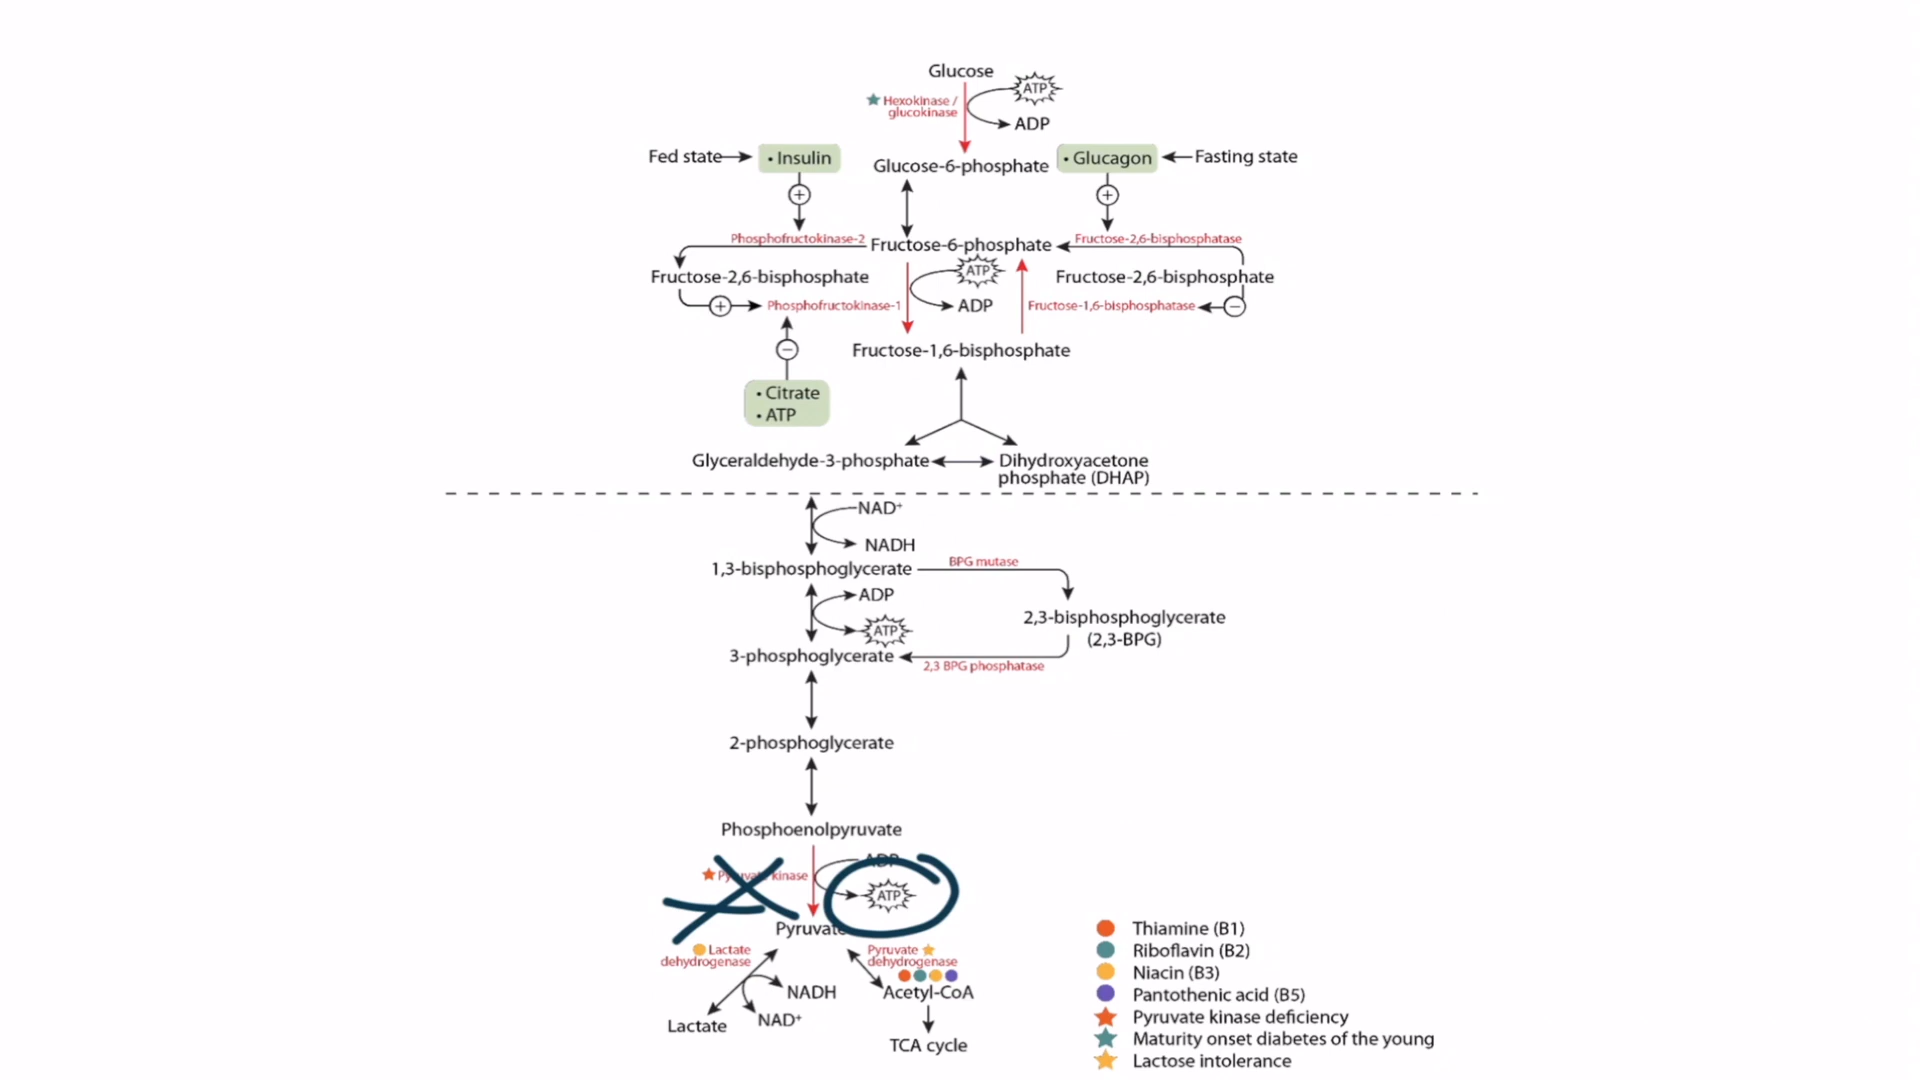 Glucose
ATP
Hexokinase /
glucokinase
ADP
Fed state
• Insulin
Glucose-6-phosphate
• Glucagon
Fasting state
+
+
Phosphofructokinase-2
Fructose-6-phosphate
Fructose-2,6-bisphosphatase
Fructose-2,6-bisphosphate
ATP
Fructose-2,6-bisphosphate
+
Phosphofructokinase-1
ADP
Fructose-1,6-bisphosphatase
−
−
Fructose-1,6-bisphosphate
• Citrate
• ATP
Glyceraldehyde-3-phosphate
Dihydroxyacetone
phosphate (DHAP)
NAD⁺
NADH
1,3-bisphosphoglycerate
BPG mutase
ADP
ATP
2,3-bisphosphoglycerate
(2,3-BPG)
3-phosphoglycerate
2,3 BPG phosphatase
2-phosphoglycerate
Phosphoenolpyruvate
ADP
Pyruvate kinase
ATP
Pyruvate
Lactate
dehydrogenase
Pyruvate
dehydrogenase
NADH
Acetyl-CoA
Lactate
NAD⁺
TCA cycle
Thiamine (B1)
Riboflavin (B2)
Niacin (B3)
Pantothenic acid (B5)
Pyruvate kinase deficiency
Maturity onset diabetes of the young
Lactose intolerance